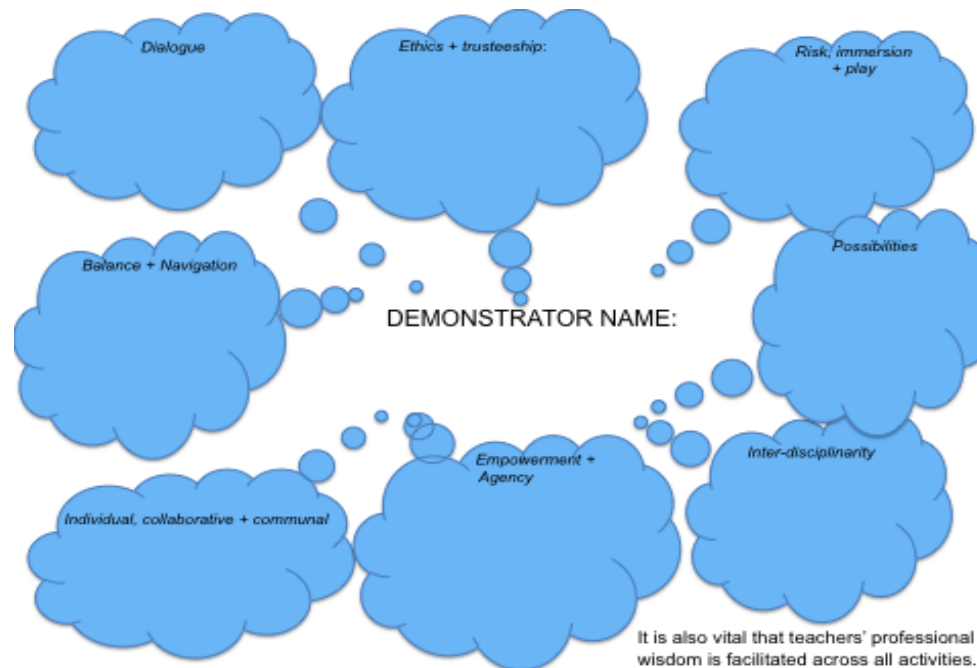 Dialogue
Ethics + trusteeship:
Risk; immersion
+ play
Balance + Navigation
Possibilities
DEMONSTRATOR NAME:
Individual, collaborative + communal
Empowerment +
Agency
Inter-disciplinarity
It is also vital that teachers’ professional
wisdom is facilitated across all activities.